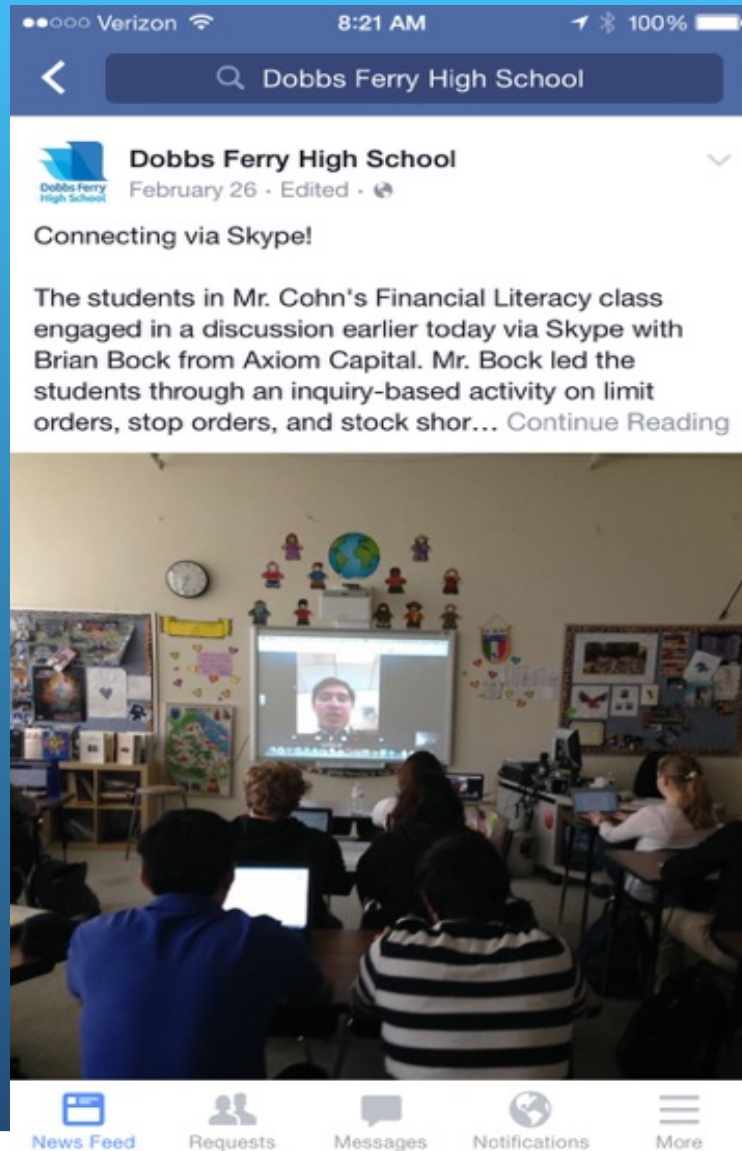 Verizon 8:21 AM 100%
Dobbs Ferry High School
Dobbs Ferry
High School
Dobbs Ferry High School
February 26 · Edited ·
Connecting via Skype!
The students in Mr. Cohn's Financial Literacy class
engaged in a discussion earlier today via Skype with
Brian Bock from Axiom Capital. Mr. Bock led the
students through an inquiry-based activity on limit
orders, stop orders, and stock shor... Continue Reading
News Feed Requests Messages Notifications More